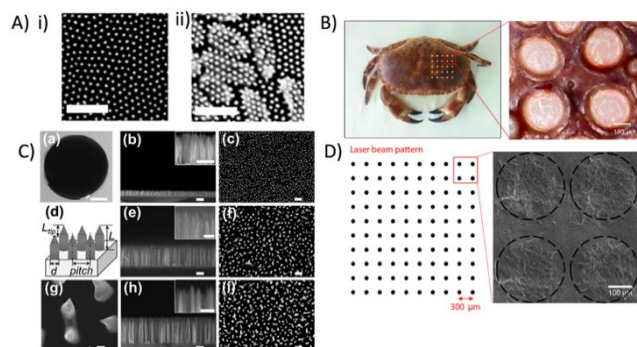 A) i) ii)
B)
100 µm
C) (a) (b) (c)
(d) L_tip L d pitch (e) (f)
(g) (h) (i)
D)
Laser beam pattern
300 µm
100 µm